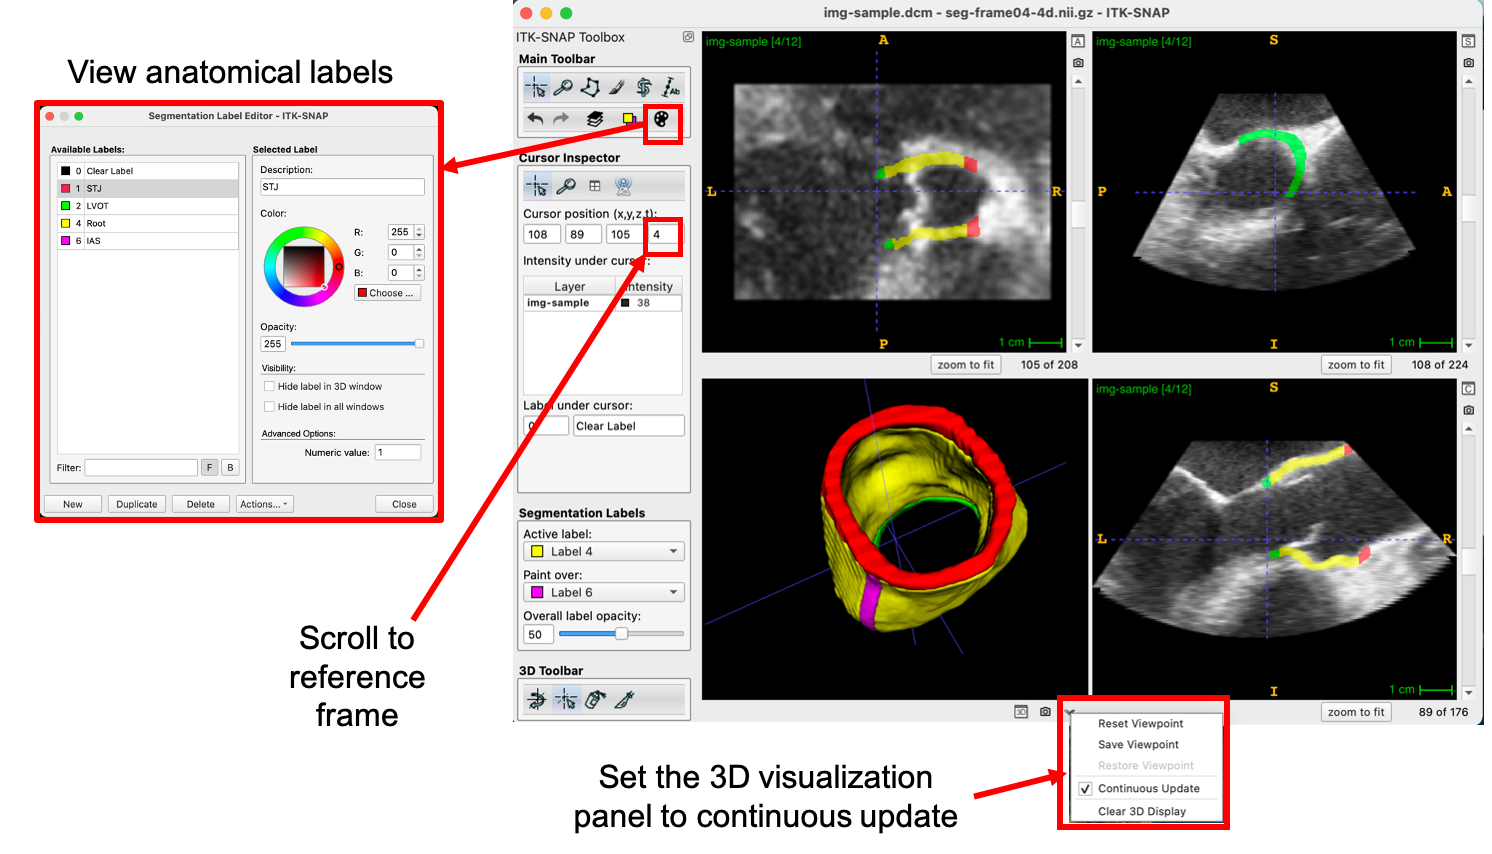 View anatomical labels
Segmentation Label Editor - ITK-SNAP
Available Labels:
0 Clear Label
1 STJ
2 LVOT
4 Root
6 IAS
Filter:
F
B
Selected Label
Description:
STJ
Color:
R: 255
G: 0
B: 0
Choose ...
Opacity:
255
Visibility:
Hide label in 3D window
Hide label in all windows
Advanced Options:
Numeric value: 1
New
Duplicate
Delete
Actions...
Close
Scroll to
reference
frame
img-sample.dcm - seg-frame04-4d.nii.gz - ITK-SNAP
ITK-SNAP Toolbox
Main Toolbar
Ab
Cursor Inspector
Cursor position (x,y,z,t):
108 89 105 4
Intensity under cursor:
Layer Intensity
img-sample 38
Label under cursor:
0 Clear Label
Segmentation Labels
Active label:
Label 4
Paint over:
Label 6
Overall label opacity:
50
3D Toolbar
img-sample [4/12]
A
L
R
P
1 cm
A
zoom to fit
105 of 208
img-sample [4/12]
S
P
A
I
1 cm
S
zoom to fit
108 of 224
3D
img-sample [4/12]
S
L
R
I
1 cm
C
zoom to fit
89 of 176
Reset Viewpoint
Save Viewpoint
Restore Viewpoint
Continuous Update
Clear 3D Display
Set the 3D visualization
panel to continuous update